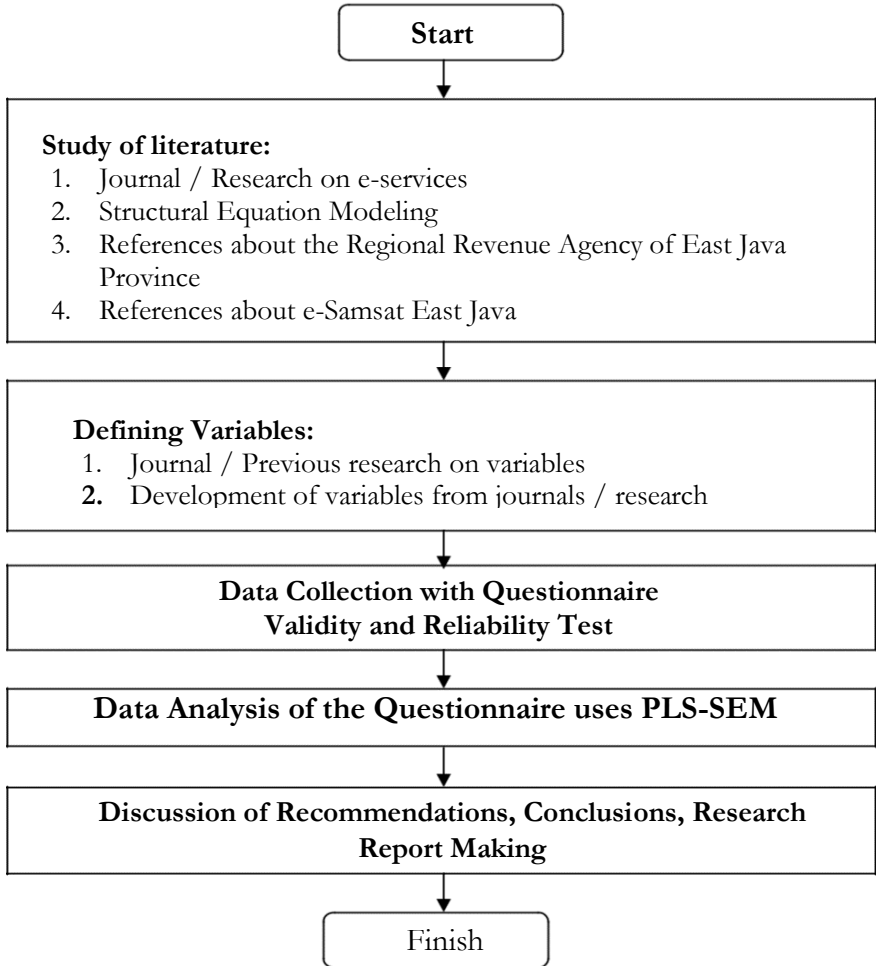 Start
Study of literature:
1. Journal / Research on e-services
2. Structural Equation Modeling
3. References about the Regional Revenue Agency of East Java
Province
4. References about e-Samsat East Java
Defining Variables:
1. Journal / Previous research on variables
2. Development of variables from journals / research
Data Collection with Questionnaire
Validity and Reliability Test
Data Analysis of the Questionnaire uses PLS-SEM
Discussion of Recommendations, Conclusions, Research
Report Making
Finish